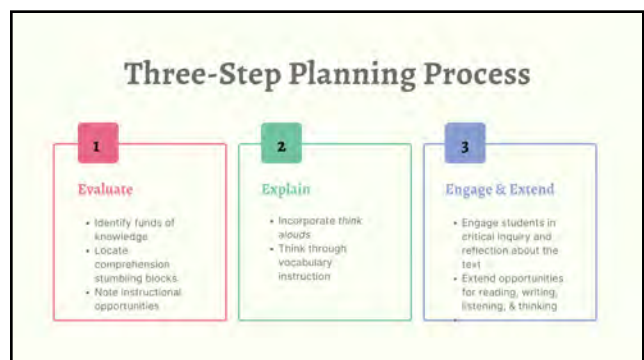 Three-Step Planning Process
1
Evaluate
• Identify funds of
knowledge
• Locate
comprehension
stumbling blocks.
• Note instructional
opportunities
2
Explain
• Incorporate think
alouds
• Think through
vocabulary
instruction
3
Engage & Extend
• Engage students in
critical inquiry and
reflection about the
text
• Extend opportunities
for reading, writing,
listening, & thinking
•